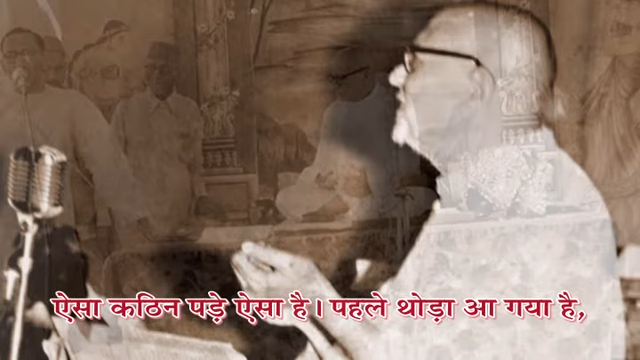 ऐसा कठिन पड़े ऐसा है। पहले थोड़ा आ गया है,